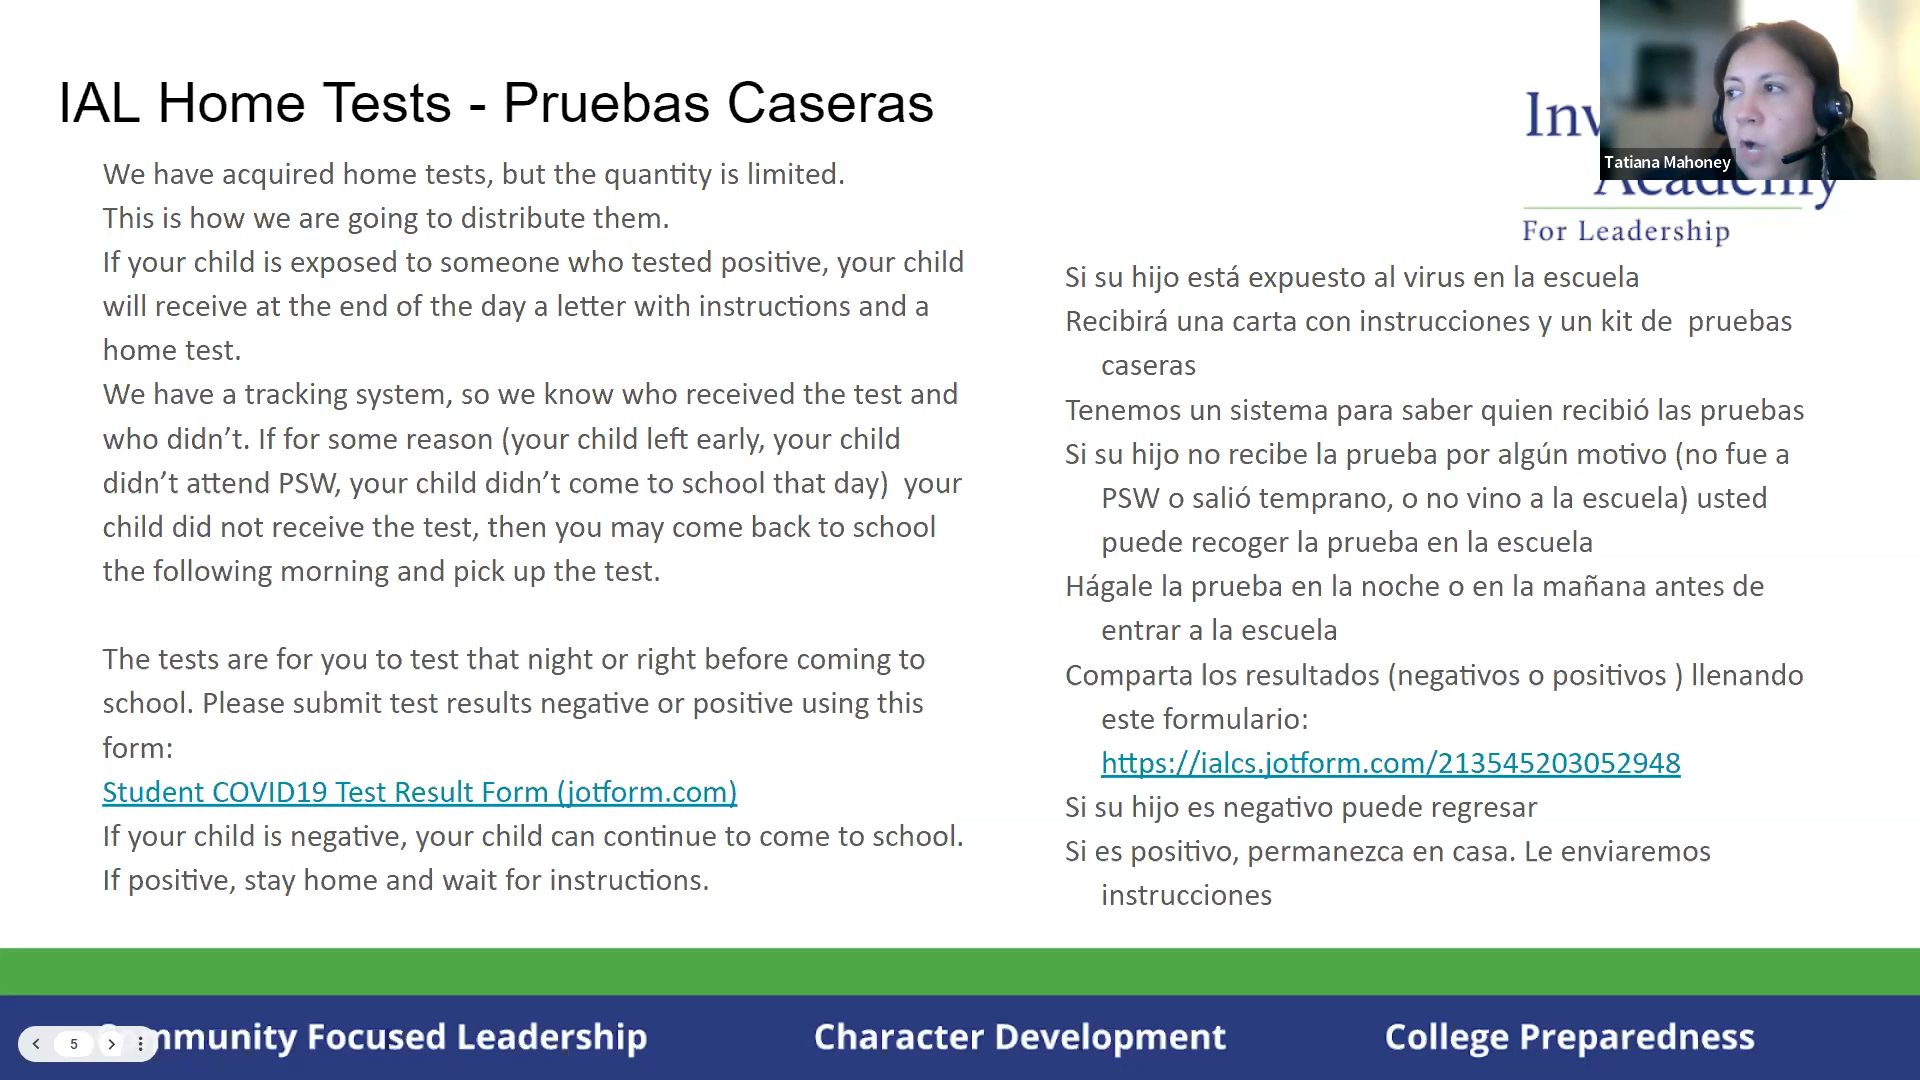 IAL Home Tests - Pruebas Caseras
We have acquired home tests, but the quantity is limited.
This is how we are going to distribute them.
If your child is exposed to someone who tested positive, your child
will receive at the end of the day a letter with instructions and a
home test.
We have a tracking system, so we know who received the test and
who didn’t. If for some reason (your child left early, your child
didn’t attend PSW, your child didn’t come to school that day)  your
child did not receive the test, then you may come back to school
the following morning and pick up the test.
The tests are for you to test that night or right before coming to
school. Please submit test results negative or positive using this
form:
Student COVID19 Test Result Form (jotform.com)
If your child is negative, your child can continue to come to school.
If positive, stay home and wait for instructions.
Tatiana Mahoney
Academy
For Leadership
Si su hijo está expuesto al virus en la escuela
Recibirá una carta con instrucciones y un kit de  pruebas
caseras
Tenemos un sistema para saber quien recibió las pruebas
Si su hijo no recibe la prueba por algún motivo (no fue a
PSW o salió temprano, o no vino a la escuela) usted
puede recoger la prueba en la escuela
Hágale la prueba en la noche o en la mañana antes de
entrar a la escuela
Comparta los resultados (negativos o positivos ) llenando
este formulario:
https://ialcs.jotform.com/213545203052948
Si su hijo es negativo puede regresar
Si es positivo, permanezca en casa. Le enviaremos
instrucciones
Community Focused Leadership
Character Development
College Preparedness
5